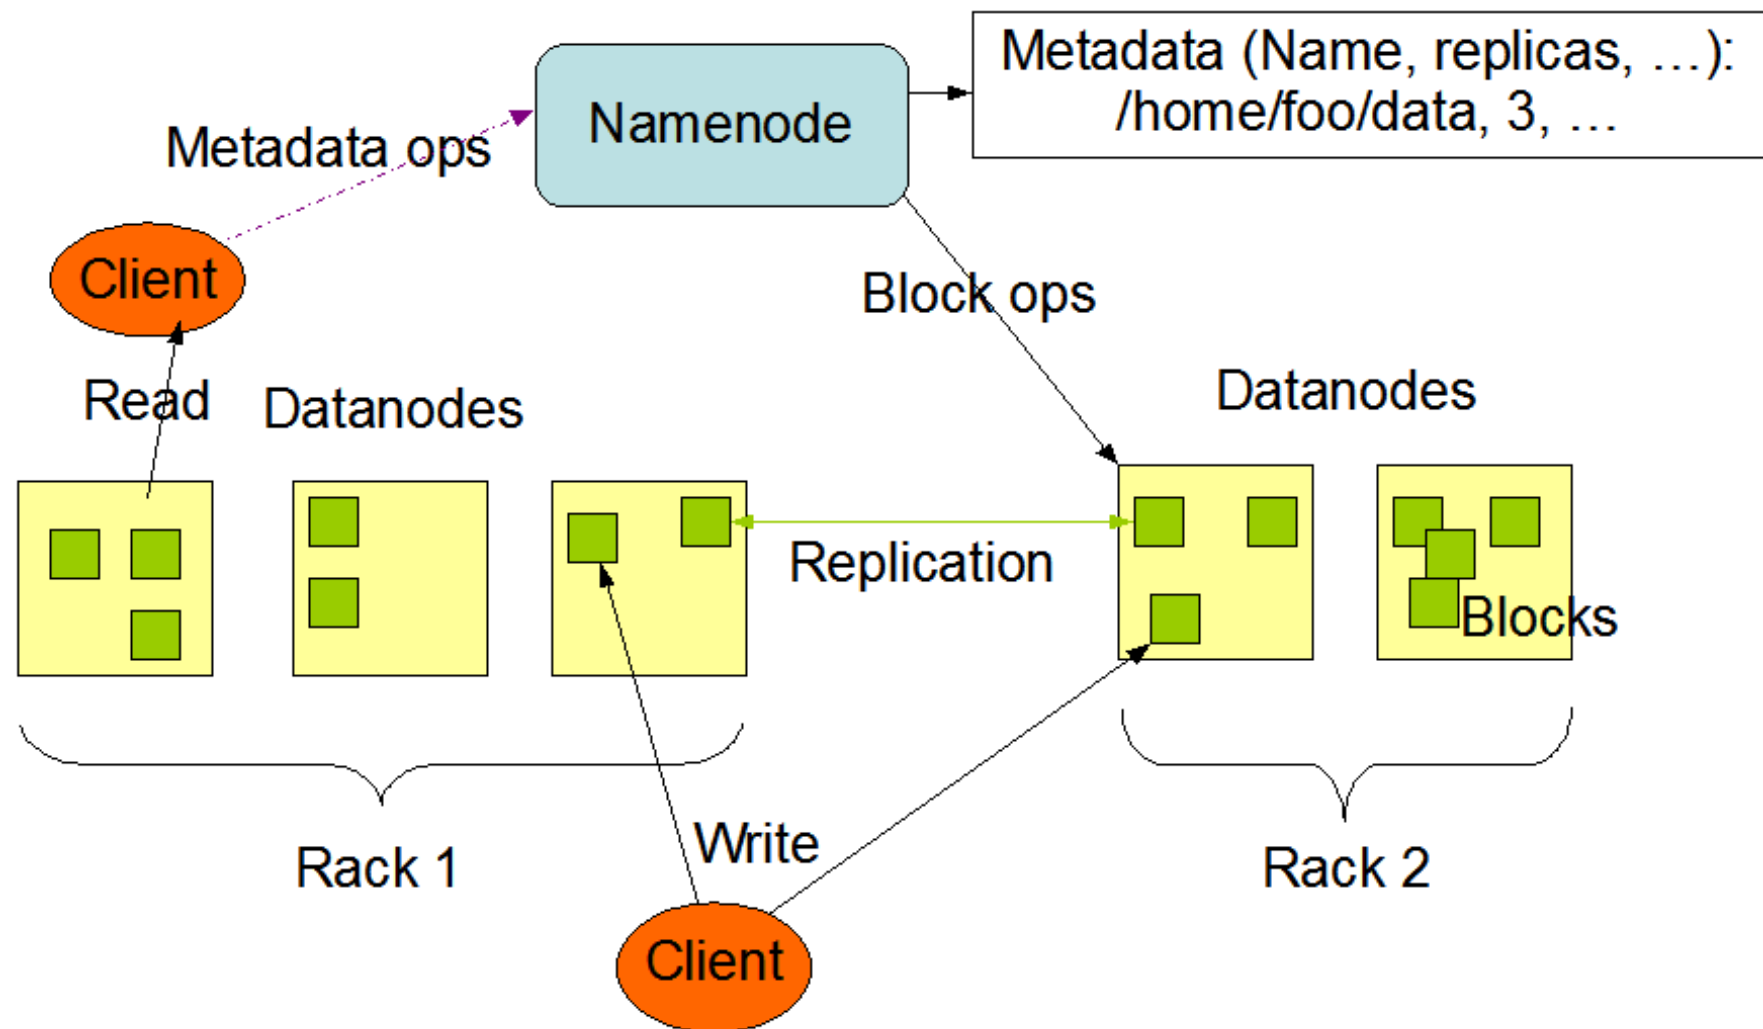 Metadata (Name, replicas, …):
/home/foo/data, 3, …
Namenode
Metadata ops
Client
Block ops
Read
Datanodes
Datanodes
Replication
Blocks
Rack 1
Write
Rack 2
Client